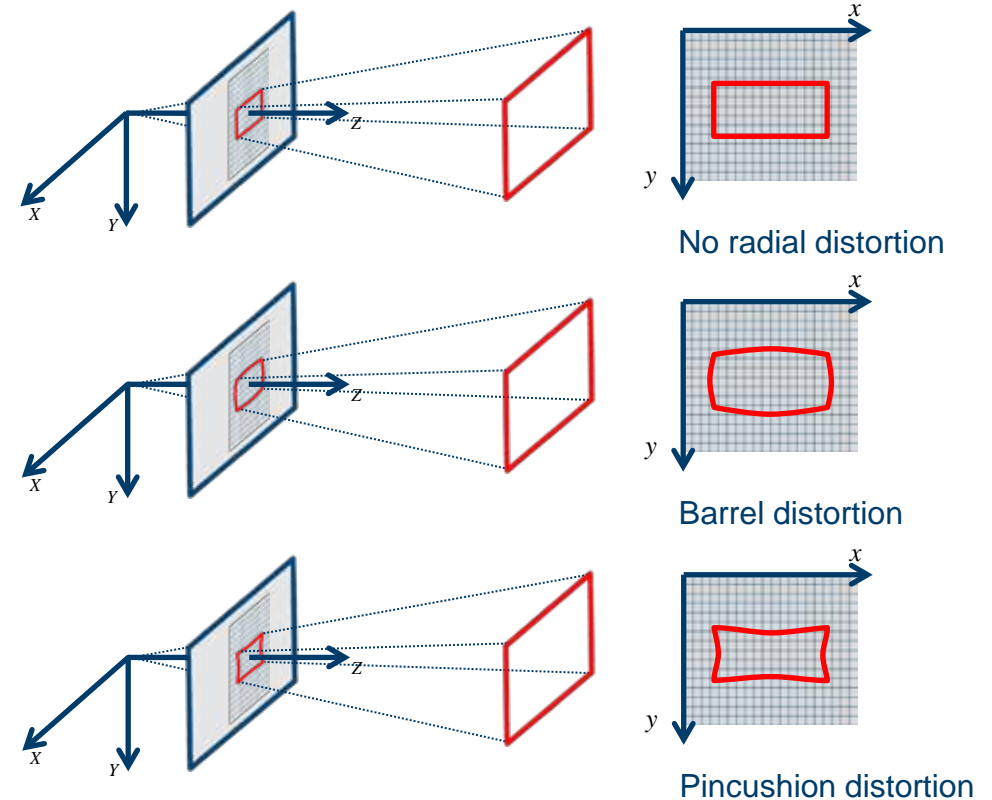 x
Z
X
Y
y
No radial distortion
x
Z
X
Y
y
Barrel distortion
x
Z
X
Y
y
Pincushion distortion